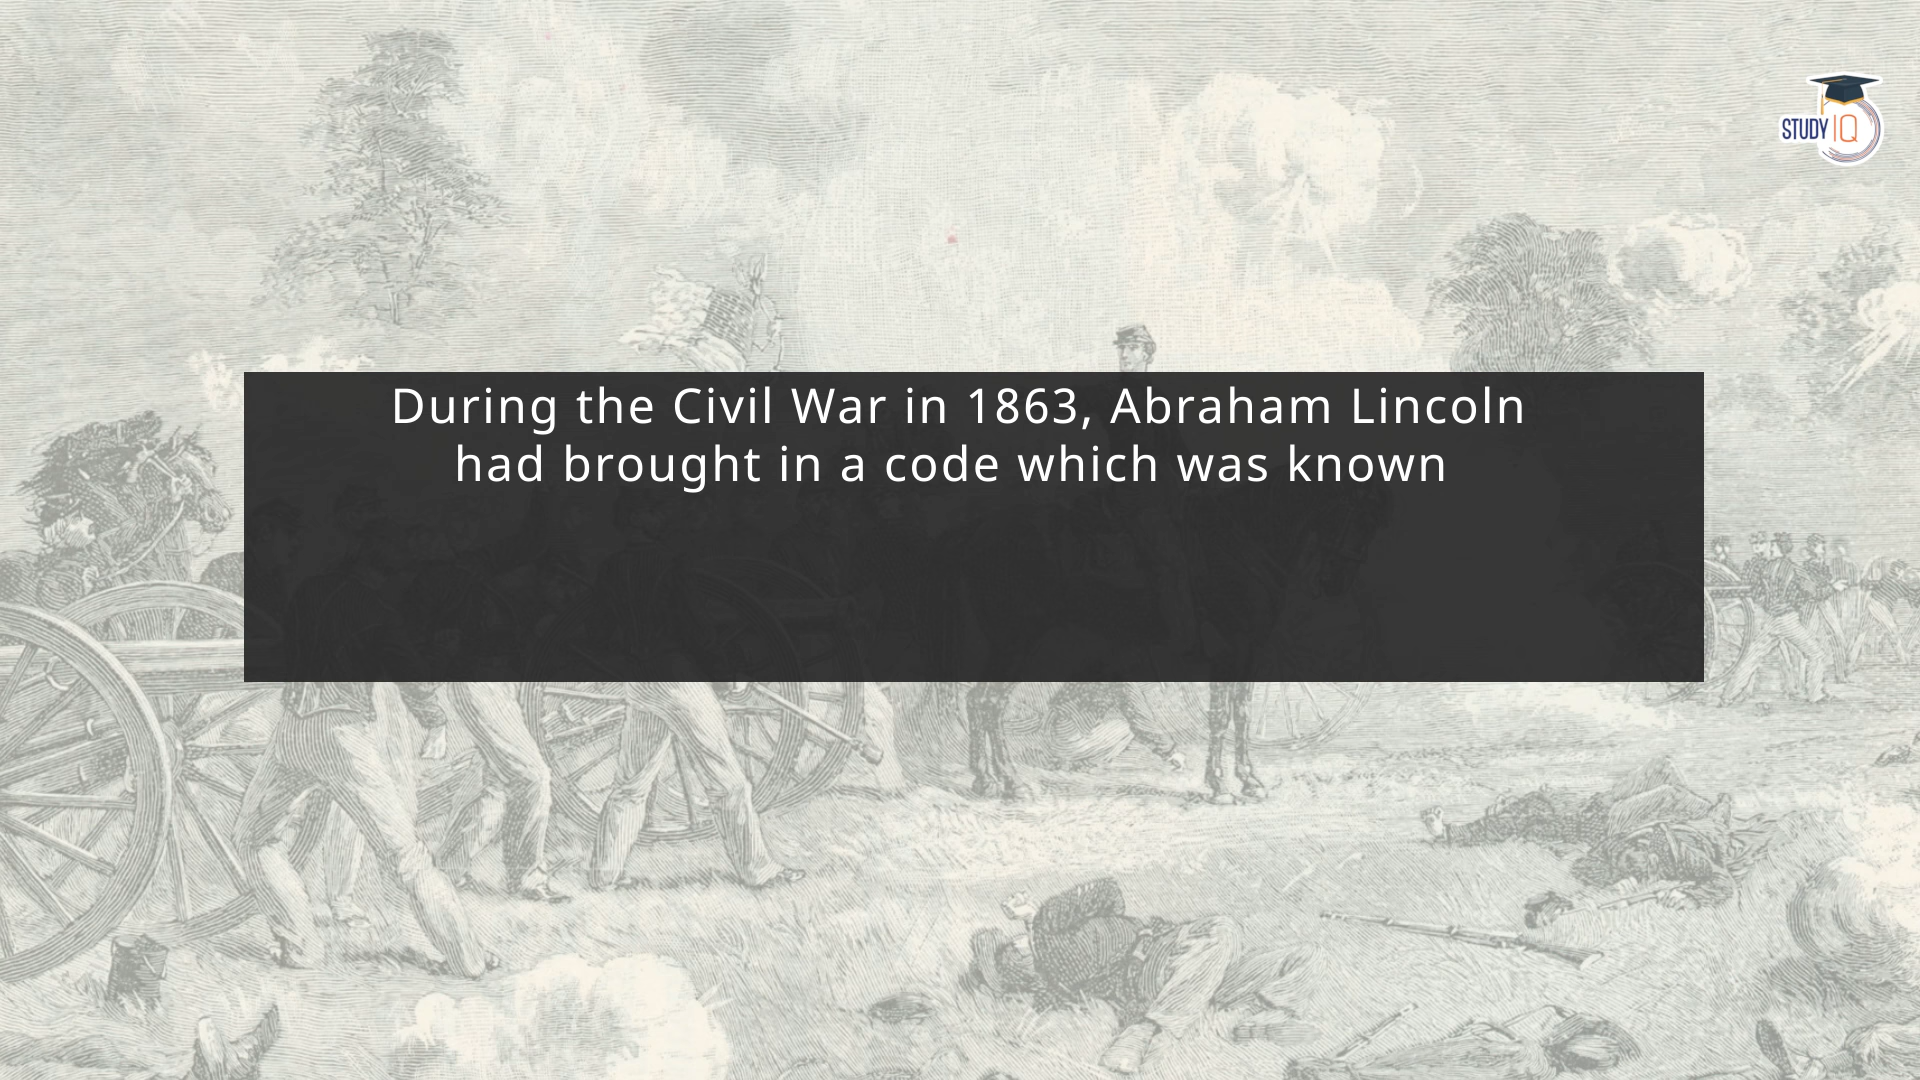 STUDY IQ
During the Civil War in 1863, Abraham Lincoln
had brought in a code which was known